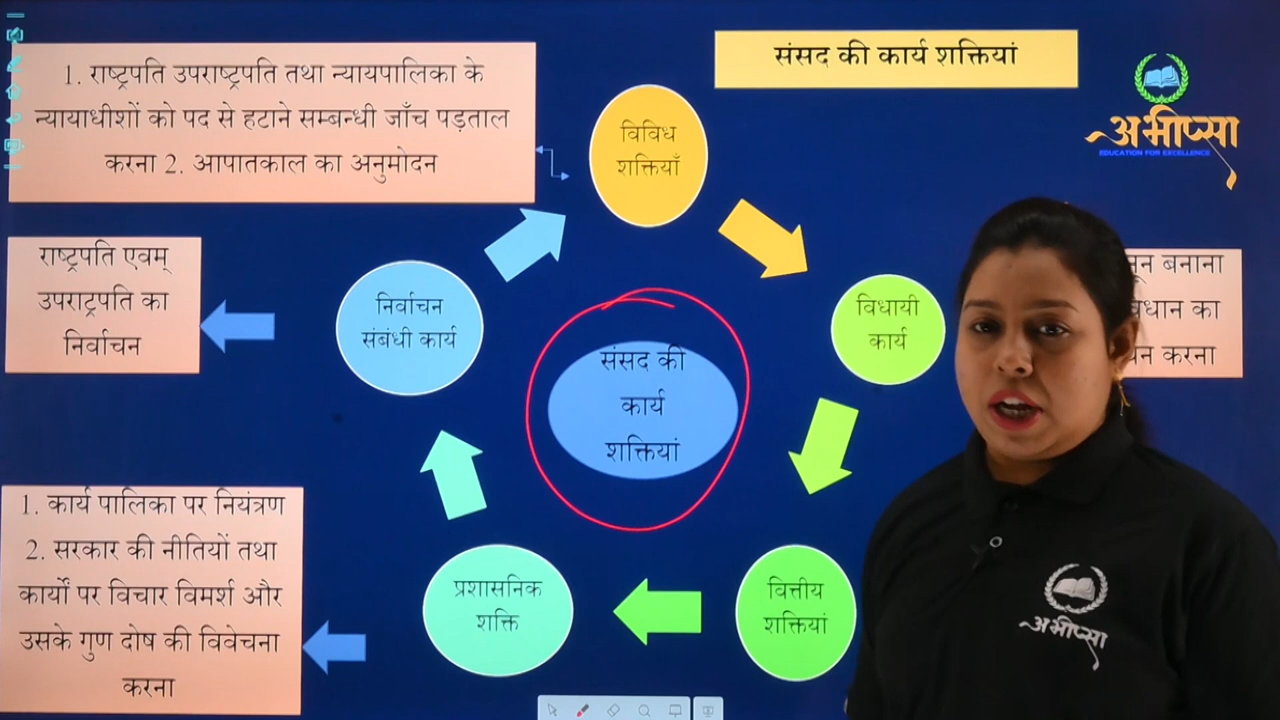 संसद की कार्य शक्तियां
अभीप्सा
EDUCATION FOR EXCELLENCE
1. राष्ट्रपति उपराष्ट्रपति तथा न्यायपालिका के
न्यायाधीशों को पद से हटाने सम्बन्धी जाँच पड़ताल
करना 2. आपातकाल का अनुमोदन
विविध
शक्तियाँ
राष्ट्रपति एवम्
उपराट्रपति का
निर्वाचन
निर्वाचन
संबंधी कार्य
विधायी
कार्य
बनाना
का
करना
संसद की
कार्य
शक्तियां
1. कार्य पालिका पर नियंत्रण
2. सरकार की नीतियों तथा
कार्यों पर विचार विमर्श और
उसके गुण दोष की विवेचना
करना
प्रशासनिक
शक्ति
वित्तीय
शक्तियां
अभीप्सा